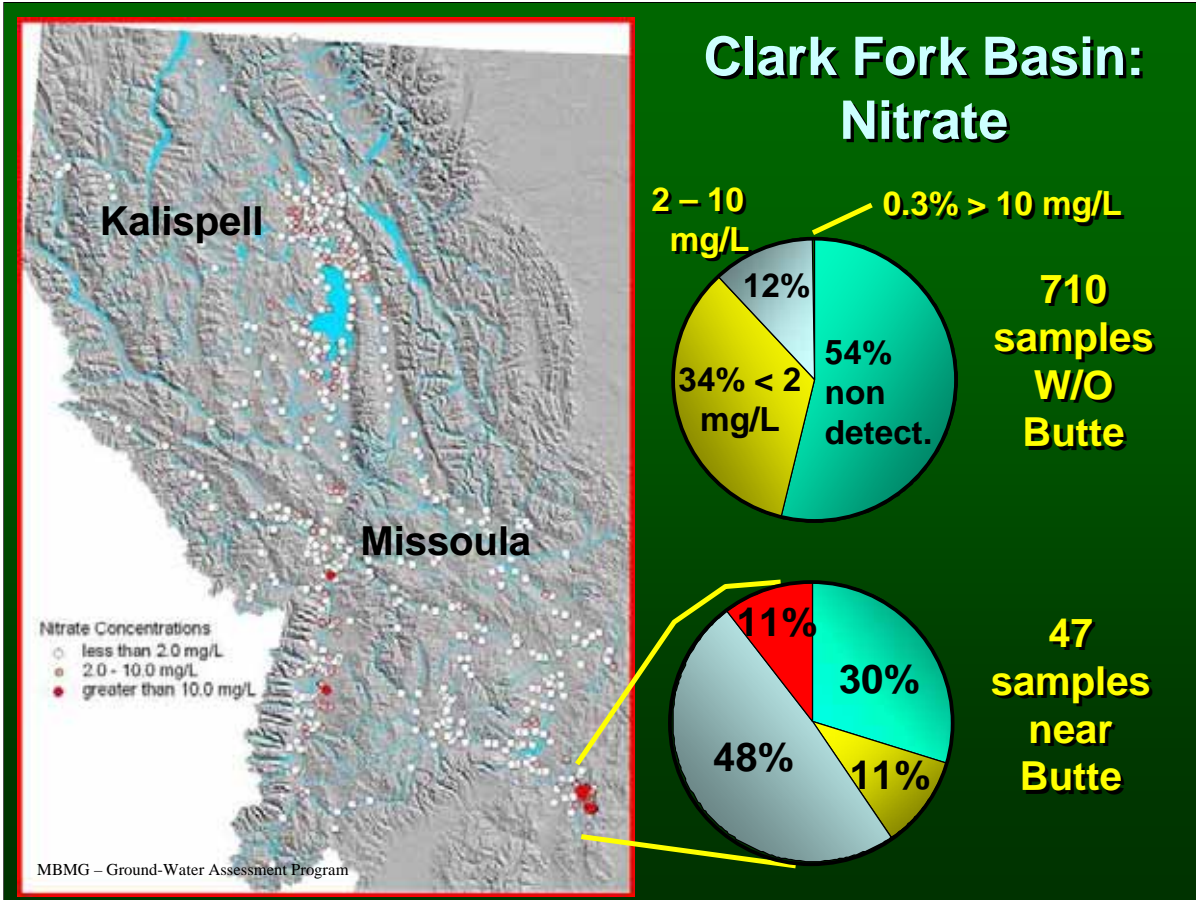 Clark Fork Basin:
Nitrate
Kalispell
Missoula
Nitrate Concentrations
less than 2.0 mg/L
2.0 - 10.0 mg/L
greater than 10.0 mg/L
MBMG – Ground-Water Assessment Program
2 – 10
mg/L
0.3% > 10 mg/L
12%
34% < 2
mg/L
54%
non
detect.
710
samples
W/O
Butte
11%
30%
48%
11%
47
samples
near
Butte